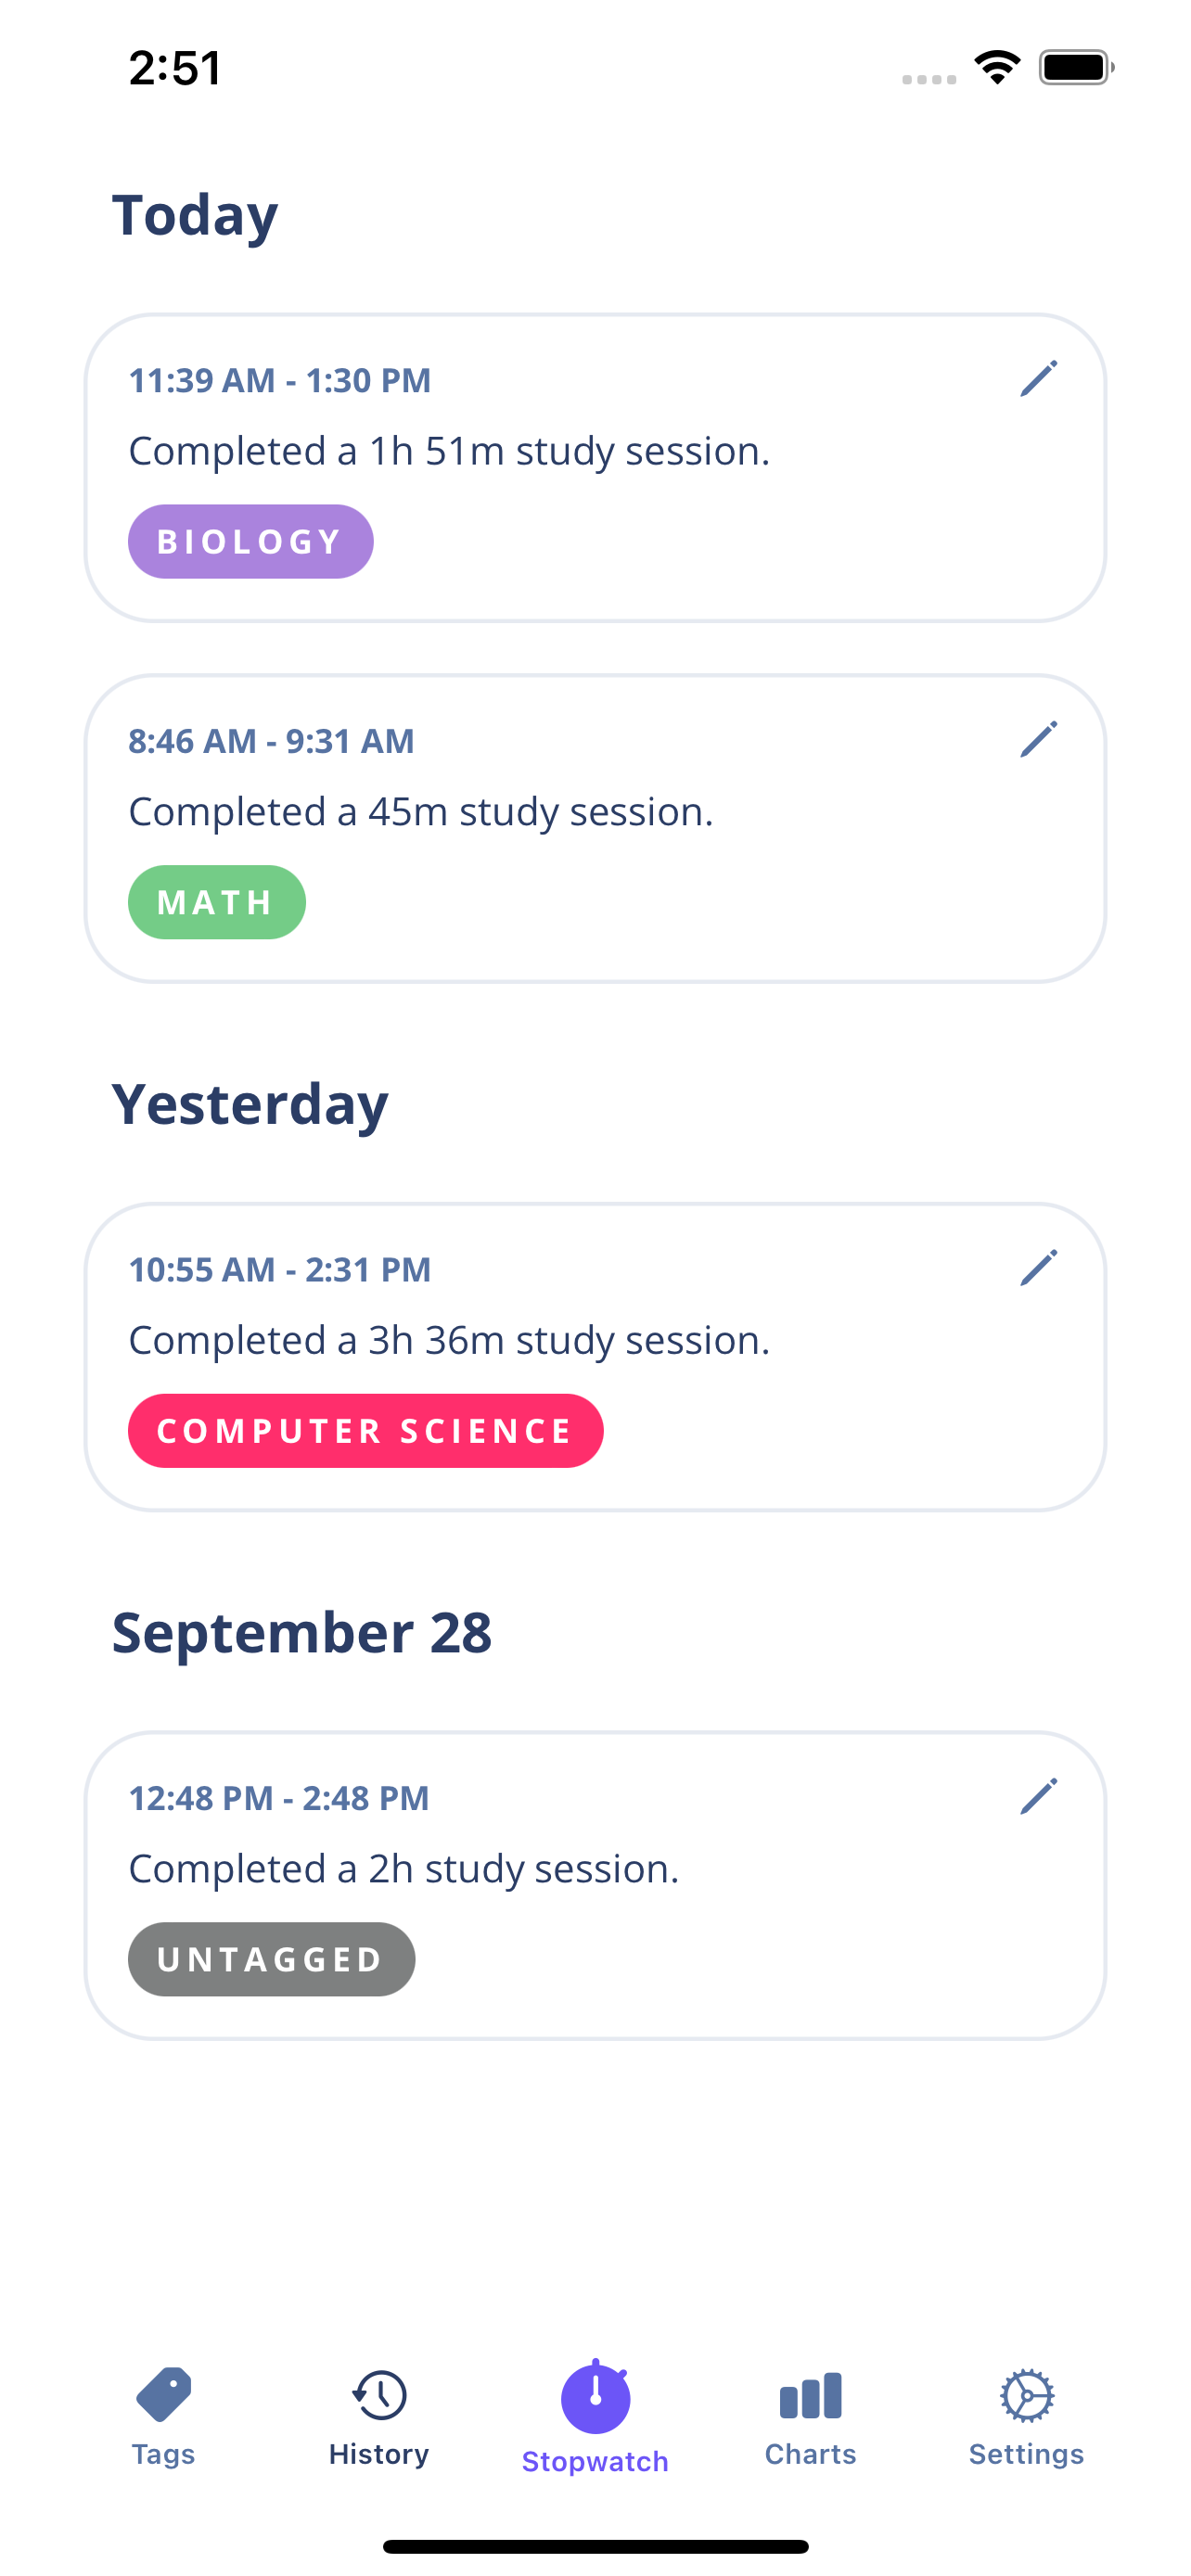 2:51
Today
11:39 AM - 1:30 PM
Completed a 1h 51m study session.
BIOLOGY
8:46 AM - 9:31 AM
Completed a 45m study session.
MATH
Yesterday
10:55 AM - 2:31 PM
Completed a 3h 36m study session.
COMPUTER SCIENCE
September 28
12:48 PM - 2:48 PM
Completed a 2h study session.
UNTAGGED
Tags History Stopwatch Charts Settings